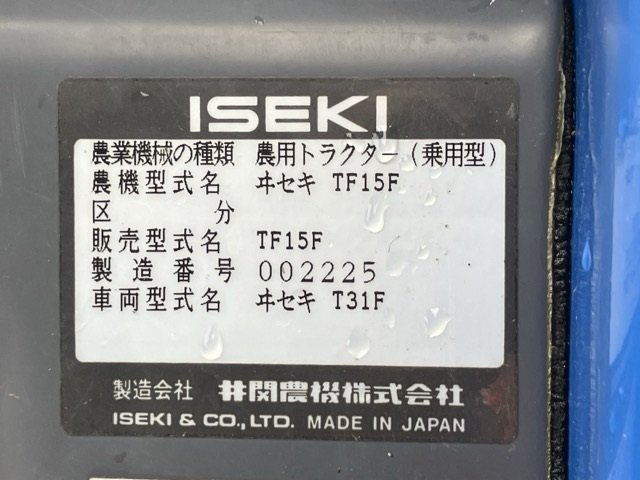 ISEKI
農業機械の種類 農用トラクター(乗用型)
農機型式名 ヰセキ TF15F
区分
販売型式名 TF15F
製造番号 002225
車両型式名 ヰセキ T31F
製造会社 井関農機株式会社
ISEKI & CO., LTD. MADE IN JAPAN